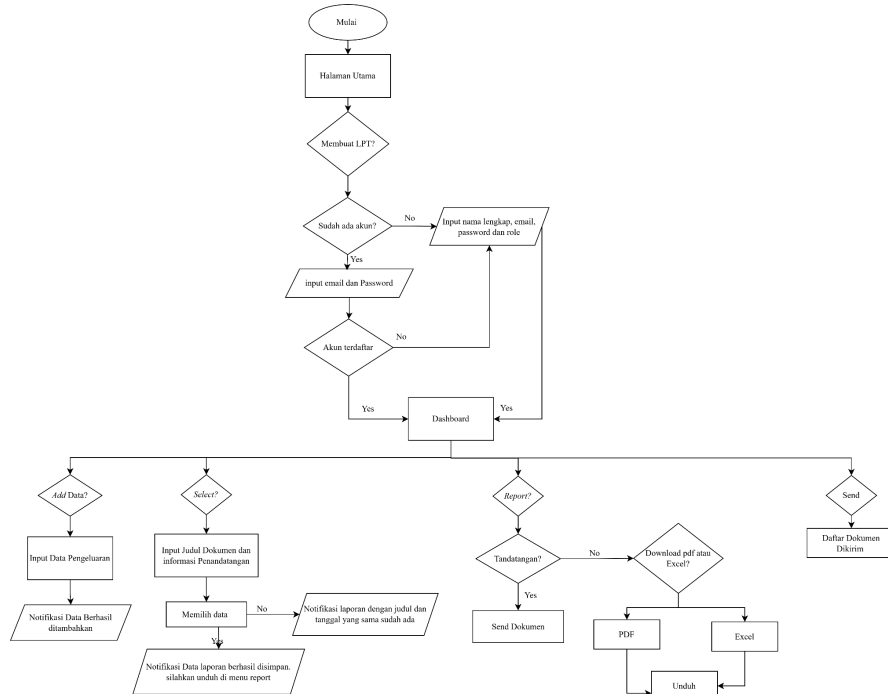 Mulai
Halaman Utama
Membuat LPT?
Sudah ada akun?
No
Input nama lengkap, email,
password dan role
Yes
input email dan Password
Akun terdaftar
No
Yes
Dashboard
Yes
Add Data?
Select?
Report?
Send
Input Data Pengeluaran
Input Judul Dokumen dan
informasi Penandatangan
Tandatangan?
No
Download pdf atau
Excel?
Daftar Dokumen
Dikirim
Yes
Notifikasi Data Berhasil
ditambahkan
Memilih data
No
Notifikasi laporan dengan judul dan
tanggal yang sama sudah ada
Send Dokumen
PDF
Excel
Yes
Notifikasi Data laporan berhasil disimpan.
silahkan unduh di menu report
Unduh